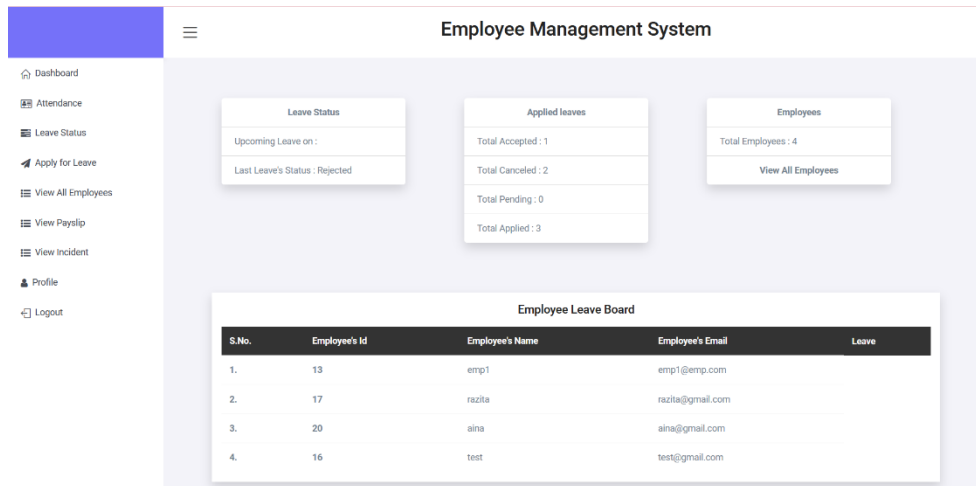 Employee Management System
Dashboard
Attendance
Leave Status
Apply for Leave
View All Employees
View Payslip
View Incident
Profile
Logout
Leave Status
Upcoming Leave on :
Last Leave's Status : Rejected
Applied leaves
Total Accepted : 1
Total Canceled : 2
Total Pending : 0
Total Applied : 3
Employees
Total Employees : 4
View All Employees
Employee Leave Board
S.No. Employee's Id Employee's Name Employee's Email Leave
1. 13 emp1 emp1@emp.com
2. 17 razita razita@gmail.com
3. 20 aina aina@gmail.com
4. 16 test test@gmail.com